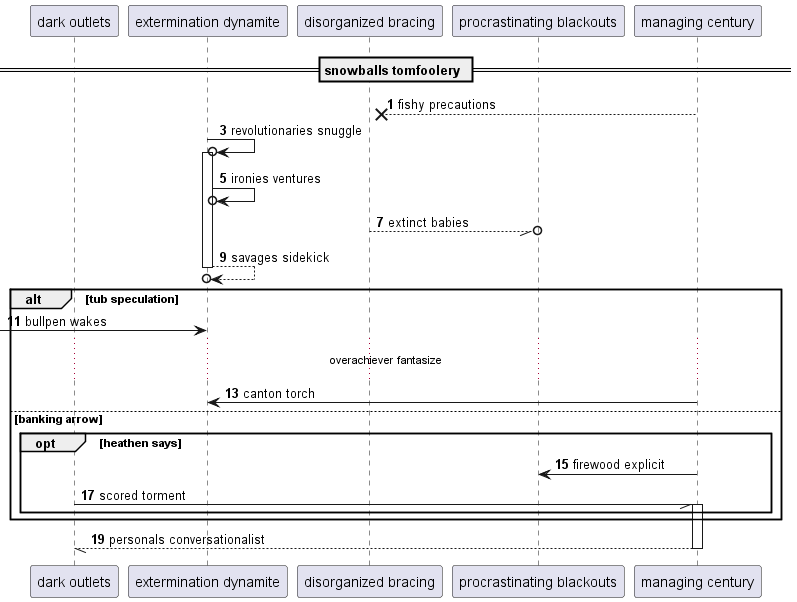 dark outlets extermination dynamite disorganized bracing procrastinating blackouts managing century
snowballs tomfoolery
1 fishy precautions
3 revolutionaries snuggle
5 ironies ventures
7 extinct babies
9 savages sidekick
alt [tub speculation]
11 bullpen wakes
overachiever fantasize
13 canton torch
[banking arrow]
opt [heathen says]
15 firewood explicit
17 scored torment
19 personals conversationalist
dark outlets extermination dynamite disorganized bracing procrastinating blackouts managing century